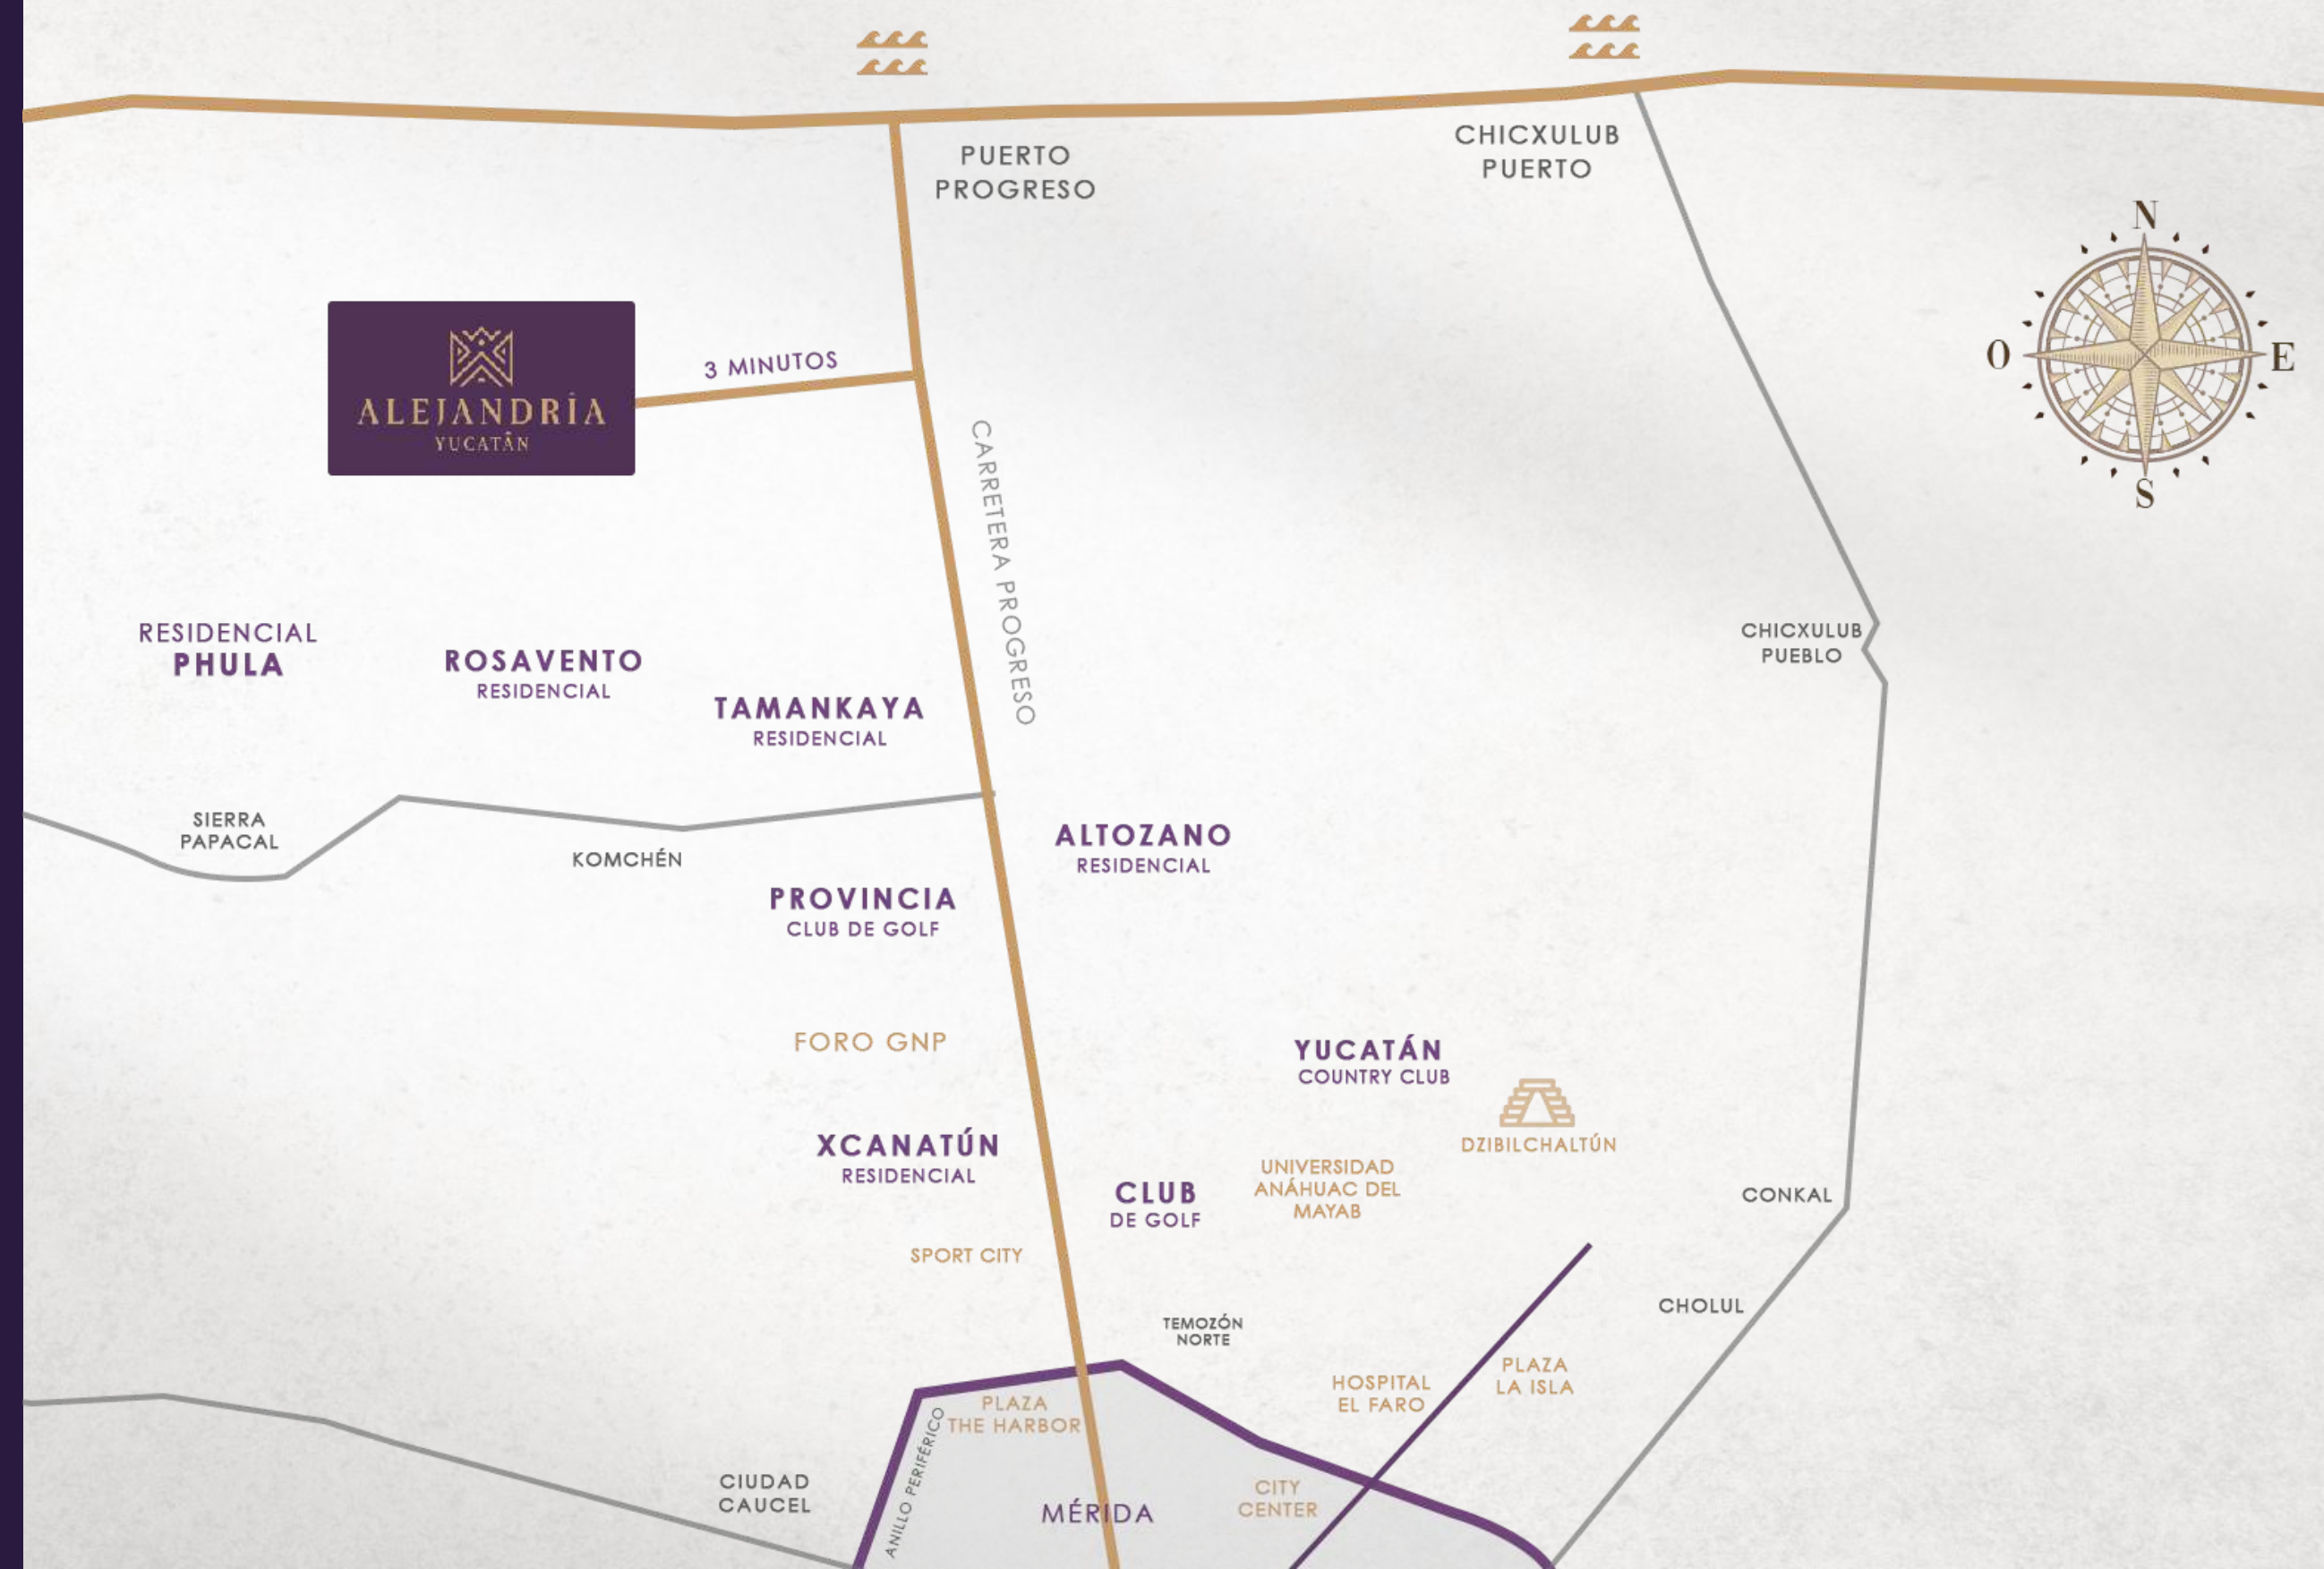 PUERTO
PROGRESO
CHICXULUB
PUERTO
N
O
E
S
ALEJANDRÍA
YUCATÁN
3 MINUTOS
CARRETERA PROGRESO
RESIDENCIAL
PHULA
ROSAVENTO
RESIDENCIAL
TAMANKAYA
RESIDENCIAL
CHICXULUB
PUEBLO
SIERRA
PAPACAL
KOMCHÉN
ALTOZANO
RESIDENCIAL
PROVINCIA
CLUB DE GOLF
FORO GNP
YUCATÁN
COUNTRY CLUB
DZIBILCHALTÚN
XCANATÚN
RESIDENCIAL
UNIVERSIDAD
ANÁHUAC DEL
MAYAB
CLUB
DE GOLF
CONKAL
SPORT CITY
CHOLUL
TEMOZÓN
NORTE
PLAZA
LA ISLA
HOSPITAL
EL FARO
PLAZA
THE HARBOR
ANILLO PERIFÉRICO
CIUDAD
CAUCEL
MÉRIDA
CITY
CENTER